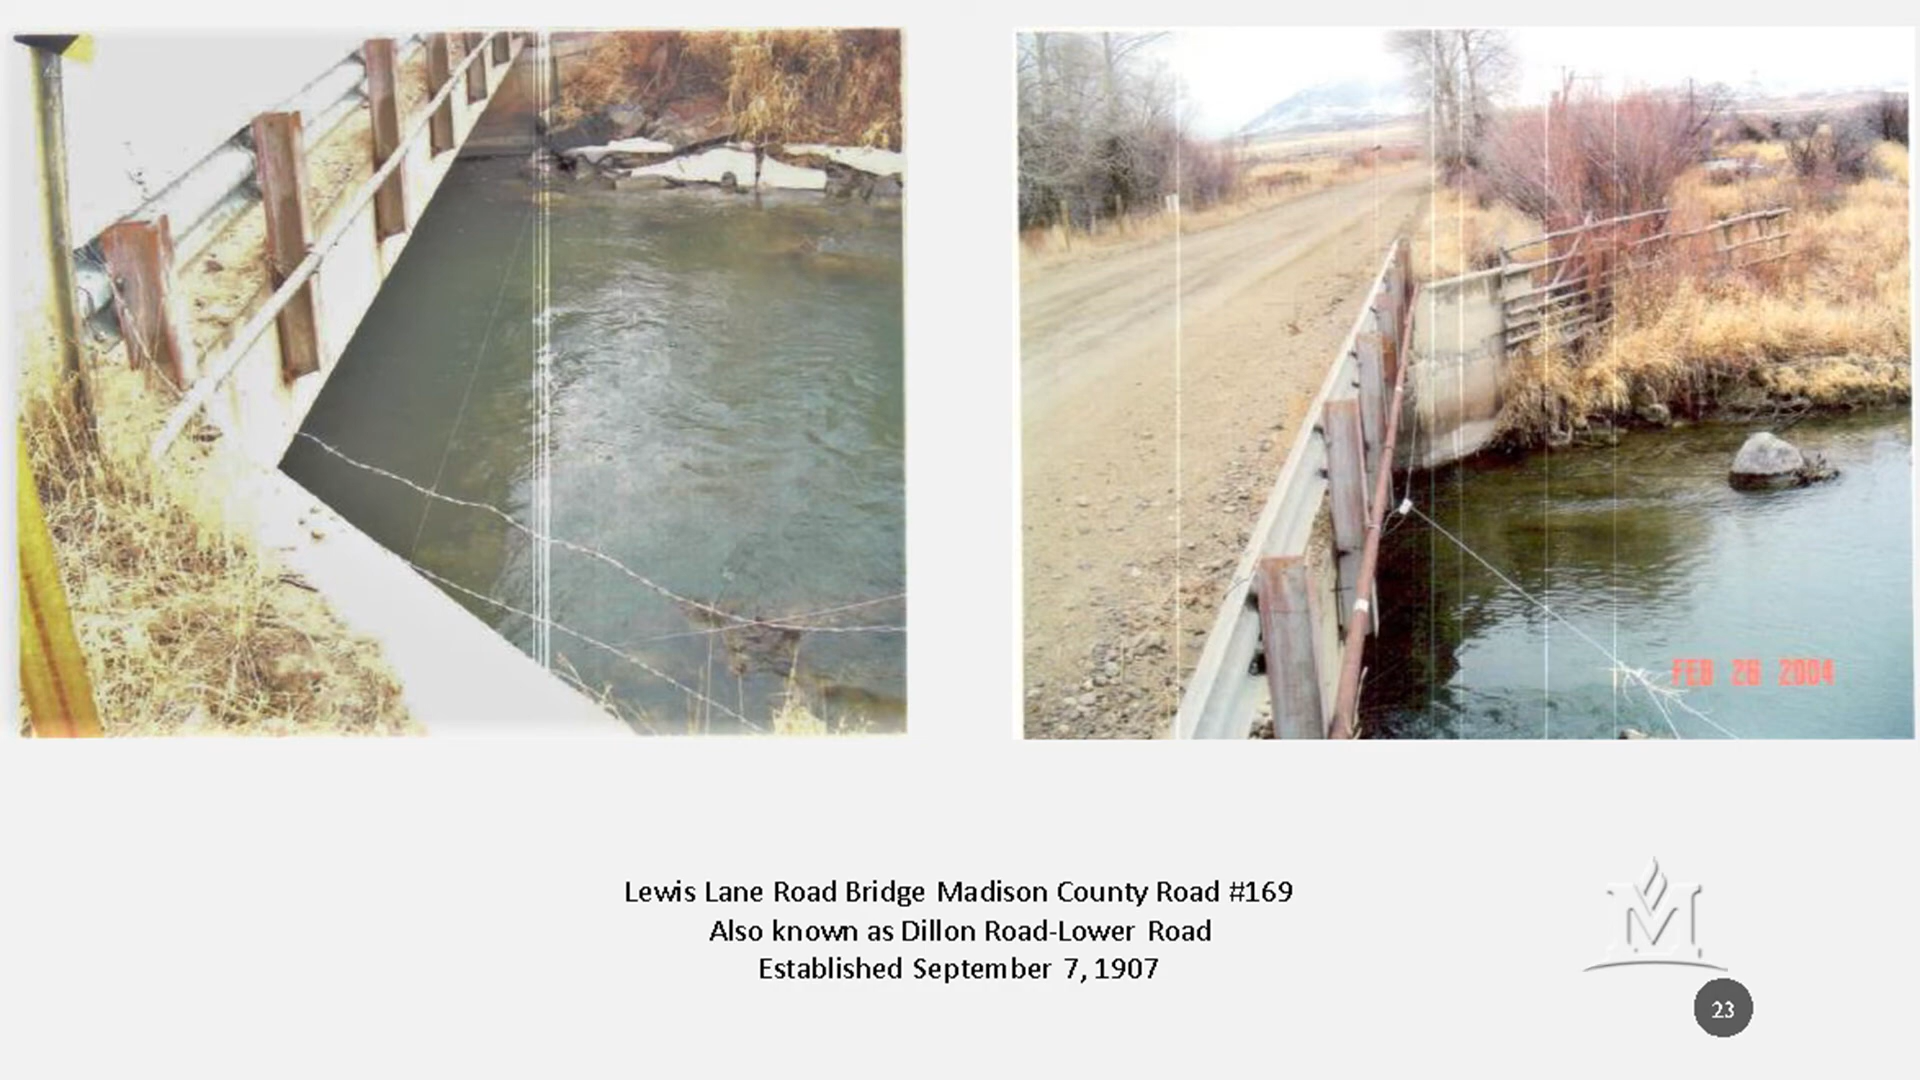 FEB 26 2004
Lewis Lane Road Bridge Madison County Road #169
Also known as Dillon Road-Lower Road
Established September 7, 1907
M
23